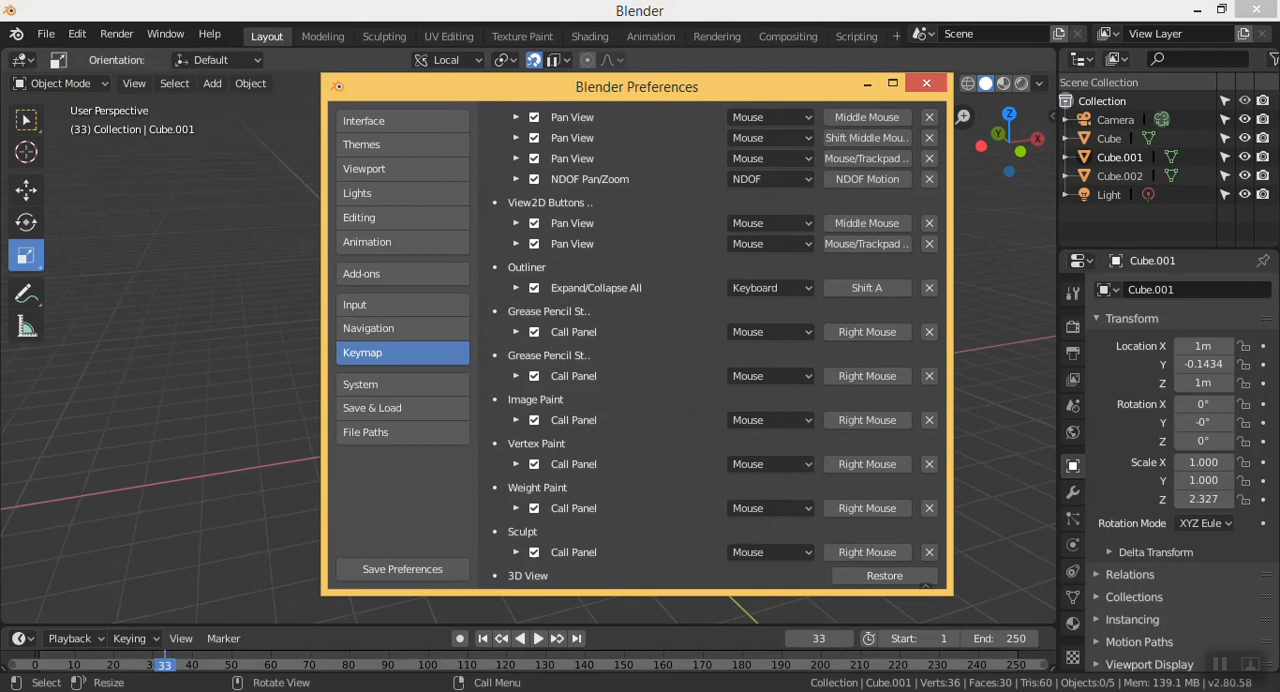 Blender
File Edit Render Window Help Layout Modeling Sculpting UV Editing Texture Paint Shading Animation Rendering Compositing Scripting + Scene View Layer
Orientation: Default Local
Object Mode View Select Add Object
User Perspective
(33) Collection | Cube.001
Z
Y
X
Blender Preferences
Interface
Themes
Viewport
Lights
Editing
Animation
Add-ons
Input
Navigation
Keymap
System
Save & Load
File Paths
Save Preferences
Pan View Mouse Middle Mouse
Pan View Mouse Shift Middle Mou..
Pan View Mouse Mouse/Trackpad ..
NDOF Pan/Zoom NDOF NDOF Motion
View2D Buttons ..
Pan View Mouse Middle Mouse
Pan View Mouse Mouse/Trackpad ..
Outliner
Expand/Collapse All Keyboard Shift A
Grease Pencil St..
Call Panel Mouse Right Mouse
Grease Pencil St..
Call Panel Mouse Right Mouse
Image Paint
Call Panel Mouse Right Mouse
Vertex Paint
Call Panel Mouse Right Mouse
Weight Paint
Call Panel Mouse Right Mouse
Sculpt
Call Panel Mouse Right Mouse
3D View Restore
Scene Collection
Collection
Camera
Cube
Cube.001
Cube.002
Light
Cube.001
Cube.001
Transform
Location X 1m
Y -0.1434
Z 1m
Rotation X 0°
Y -0°
Z 0°
Scale X 1.000
Y 1.000
Z 2.327
Rotation Mode XYZ Eule
Delta Transform
Relations
Collections
Instancing
Motion Paths
Viewport Display
Playback Keying View Marker 33 Start: 1 End: 250
0 10 20 3 33 40 50 60 70 80 90 100 110 120 130 140 150 160 170 180 190 200 210 220 230 240 250
Select Resize Rotate View Call Menu Collection | Cube.001 | Verts:36 | Faces:30 | Tris:60 | Objects:0/5 | Mem: 139.1 MB | v2.80.58